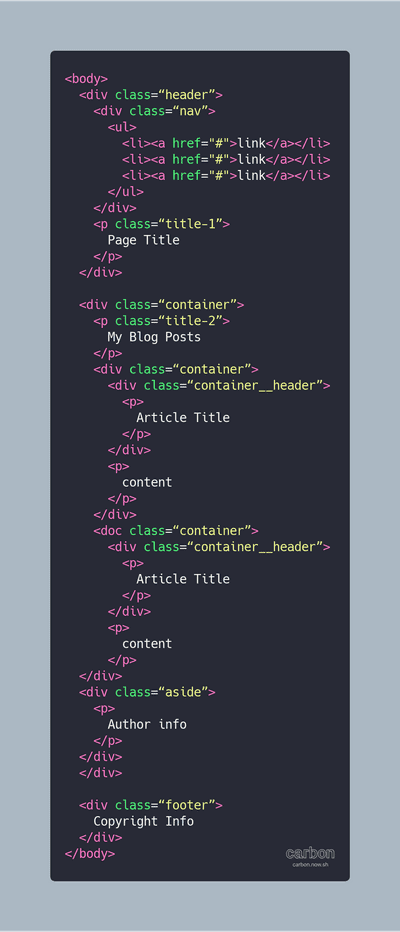 <body>
<div class=“header”>
<div class=“nav”>
<ul>
<li><a href="#">link</a></li>
<li><a href="#">link</a></li>
<li><a href="#">link</a></li>
</ul>
</div>
<p class=“title-1”>
Page Title
</p>
</div>
<div class=“container”>
<p class=“title-2”>
My Blog Posts
</p>
<div class=“container”>
<div class=“container__header”>
<p>
Article Title
</p>
</div>
<p>
content
</p>
</div>
<doc class=“container”>
<div class=“container__header”>
<p>
Article Title
</p>
</div>
<p>
content
</p>
</div>
<div class=“aside”>
<p>
Author info
</p>
</div>
</div>
<div class=“footer”>
Copyright Info
</div>
</body>
carbon
carbon.now.sh